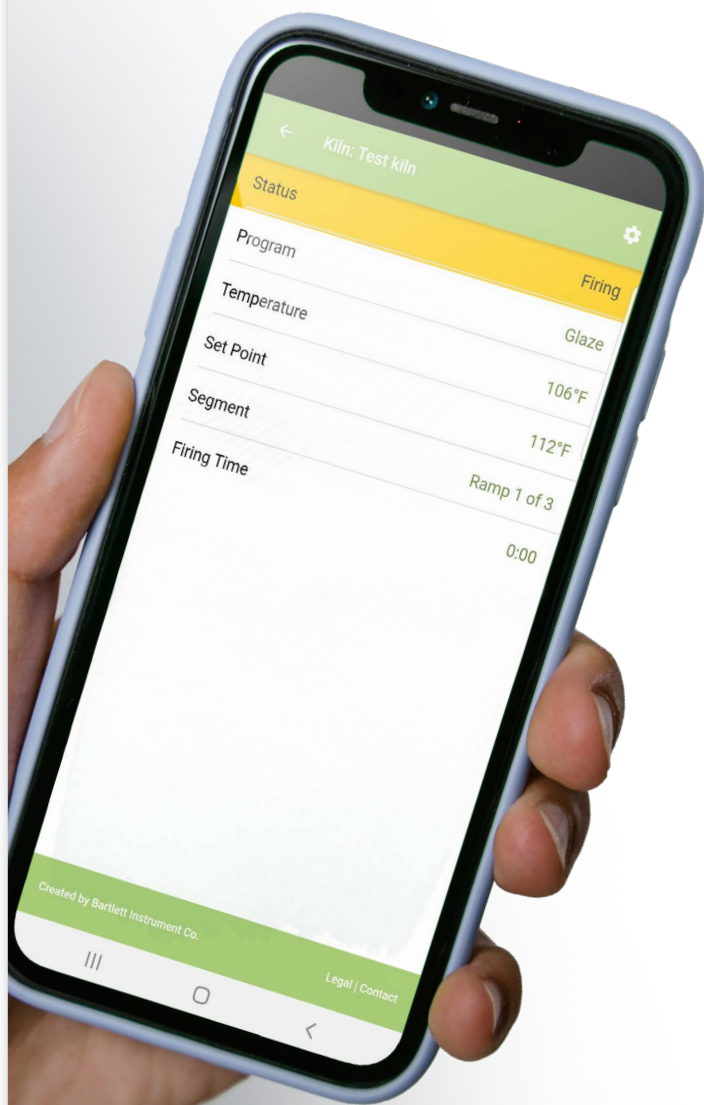 Kiln: Test kiln
Status Firing
Program Glaze
Temperature 106°F
Set Point 112°F
Segment Ramp 1 of 3
Firing Time 0:00
Created by Bartlett Instrument Co. Legal | Contact